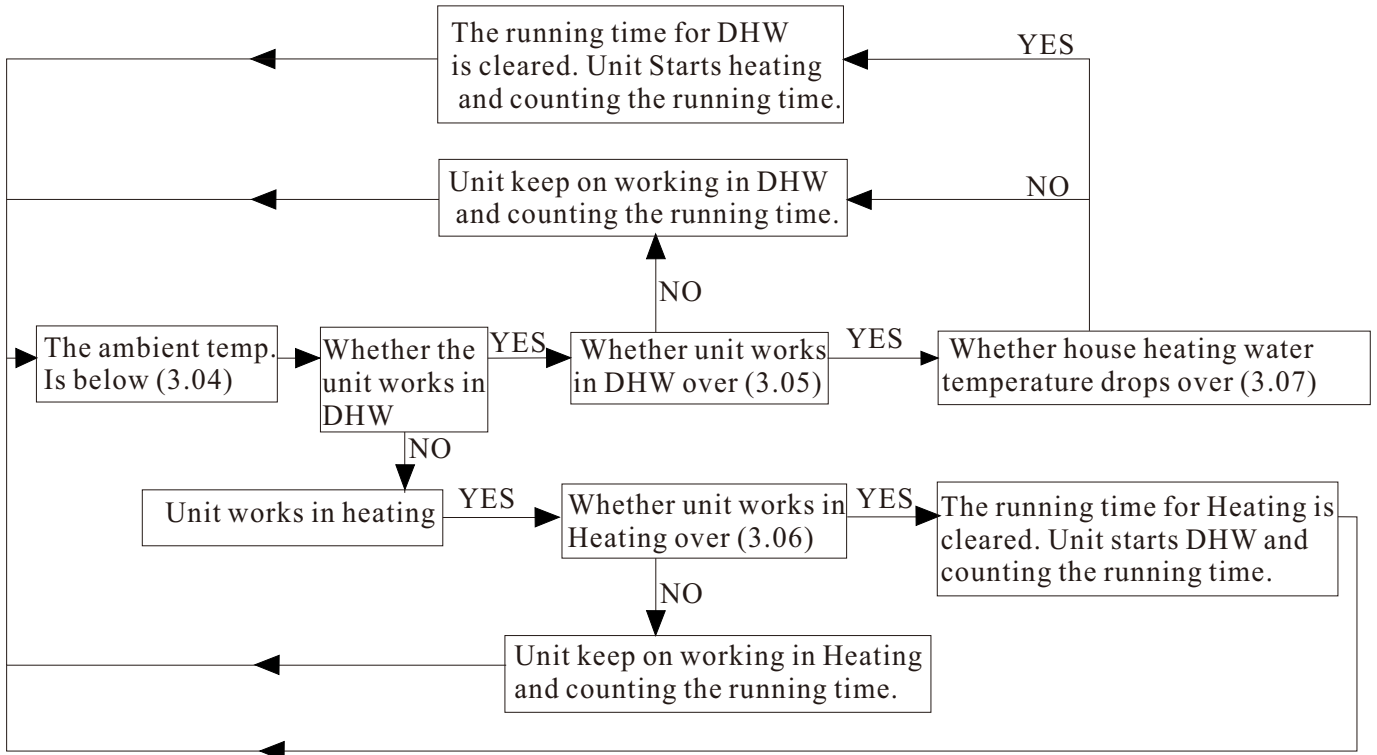 The running time for DHW
is cleared. Unit Starts heating
and counting the running time.
YES
Unit keep on working in DHW
and counting the running time.
NO
NO
The ambient temp.
Is below (3.04)
Whether the
unit works in
DHW
YES
Whether unit works
in DHW over (3.05)
YES
Whether house heating water
temperature drops over (3.07)
NO
Unit works in heating
YES
Whether unit works in
Heating over (3.06)
YES
The running time for Heating is
cleared. Unit starts DHW and
counting the running time.
NO
Unit keep on working in Heating
and counting the running time.